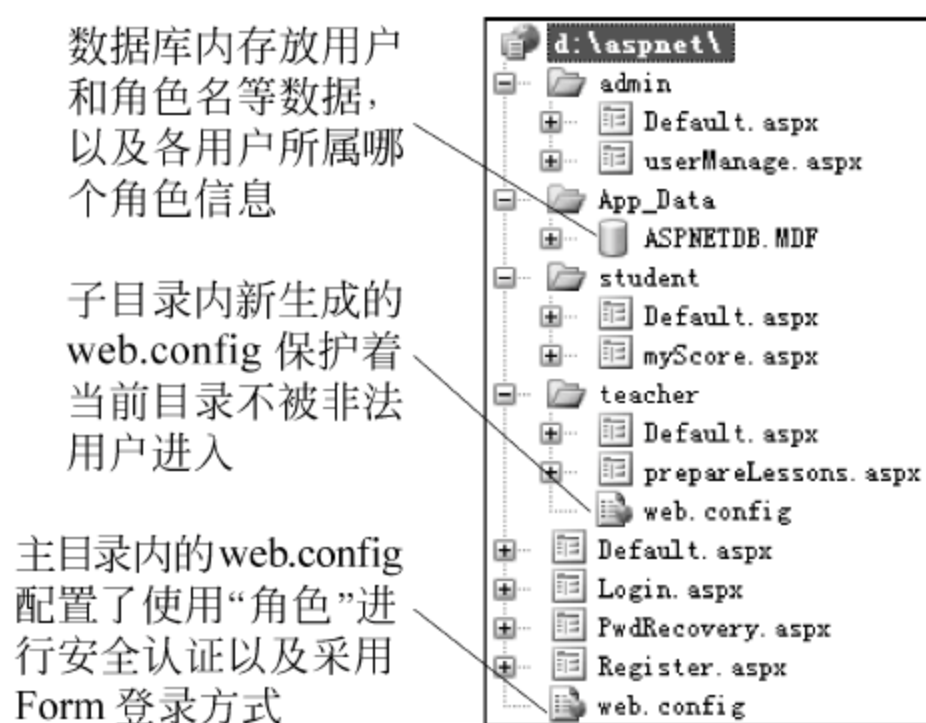 数据库内存放用户
和角色名等数据，
以及各用户所属哪
个角色信息
子目录内新生成的
web.config 保护着
当前目录不被非法
用户进入
主目录内的web.config
配置了使用“角色”进
行安全认证以及采用
Form 登录方式
d:\aspnet\
admin
Default.aspx
userManage.aspx
App_Data
ASPNETDB.MDF
student
Default.aspx
myScore.aspx
teacher
Default.aspx
prepareLessons.aspx
web.config
Default.aspx
Login.aspx
PwdRecovery.aspx
Register.aspx
web.config